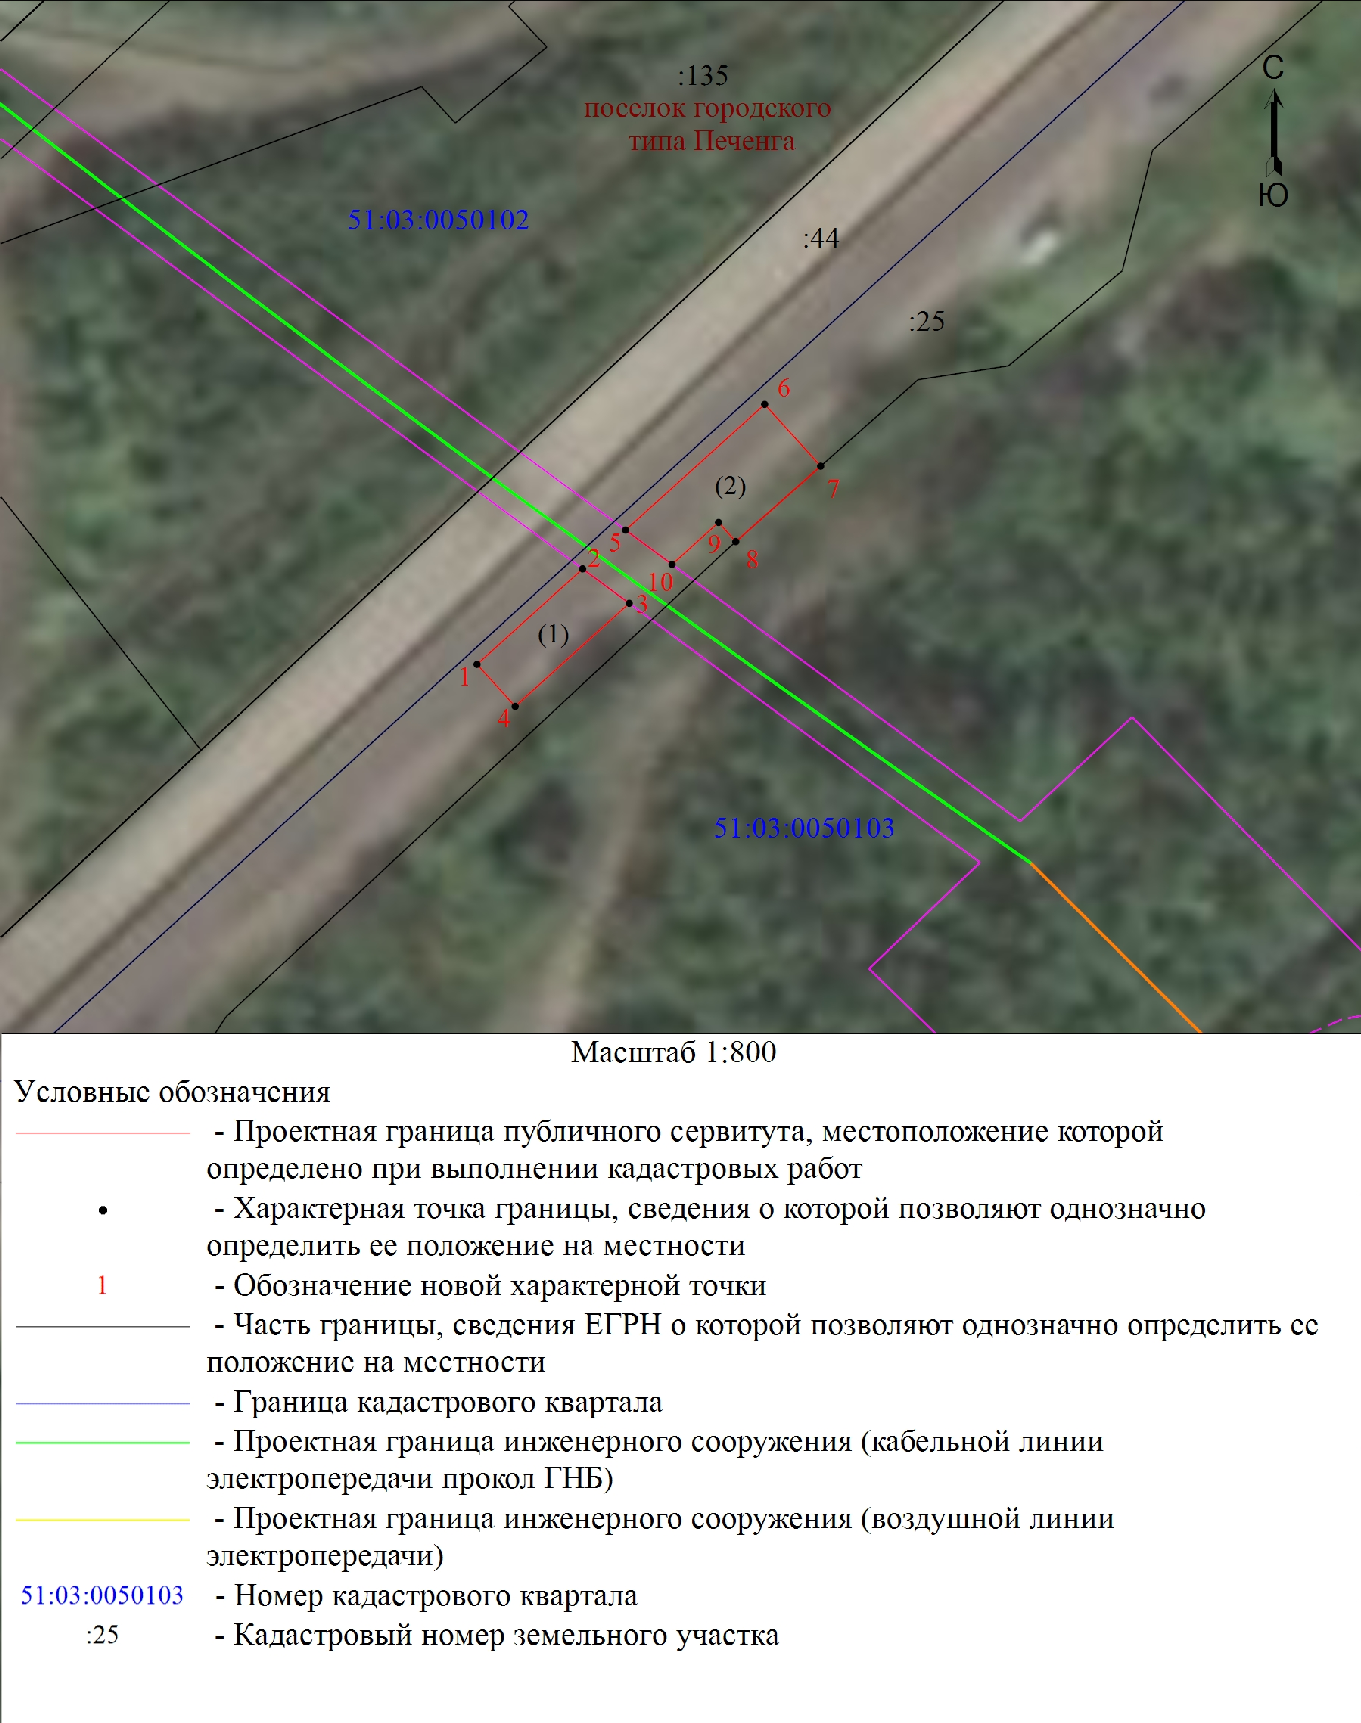 :135
поселок городского
типа Печенга
С
Ю
51:03:0050102
:44
:25
6
(2)
7
5
9
8
2
10
3
(1)
1
4
51:03:0050103
Масштаб 1:800
Условные обозначения
- Проектная граница публичного сервитута, местоположение которой
определено при выполнении кадастровых работ
- Характерная точка границы, сведения о которой позволяют однозначно
определить ее положение на местности
1 - Обозначение новой характерной точки
- Часть границы, сведения ЕГРН о которой позволяют однозначно определить ее
положение на местности
- Граница кадастрового квартала
- Проектная граница инженерного сооружения (кабельной линии
электропередачи прокол ГНБ)
- Проектная граница инженерного сооружения (воздушной линии
электропередачи)
51:03:0050103 - Номер кадастрового квартала
:25 - Кадастровый номер земельного участка